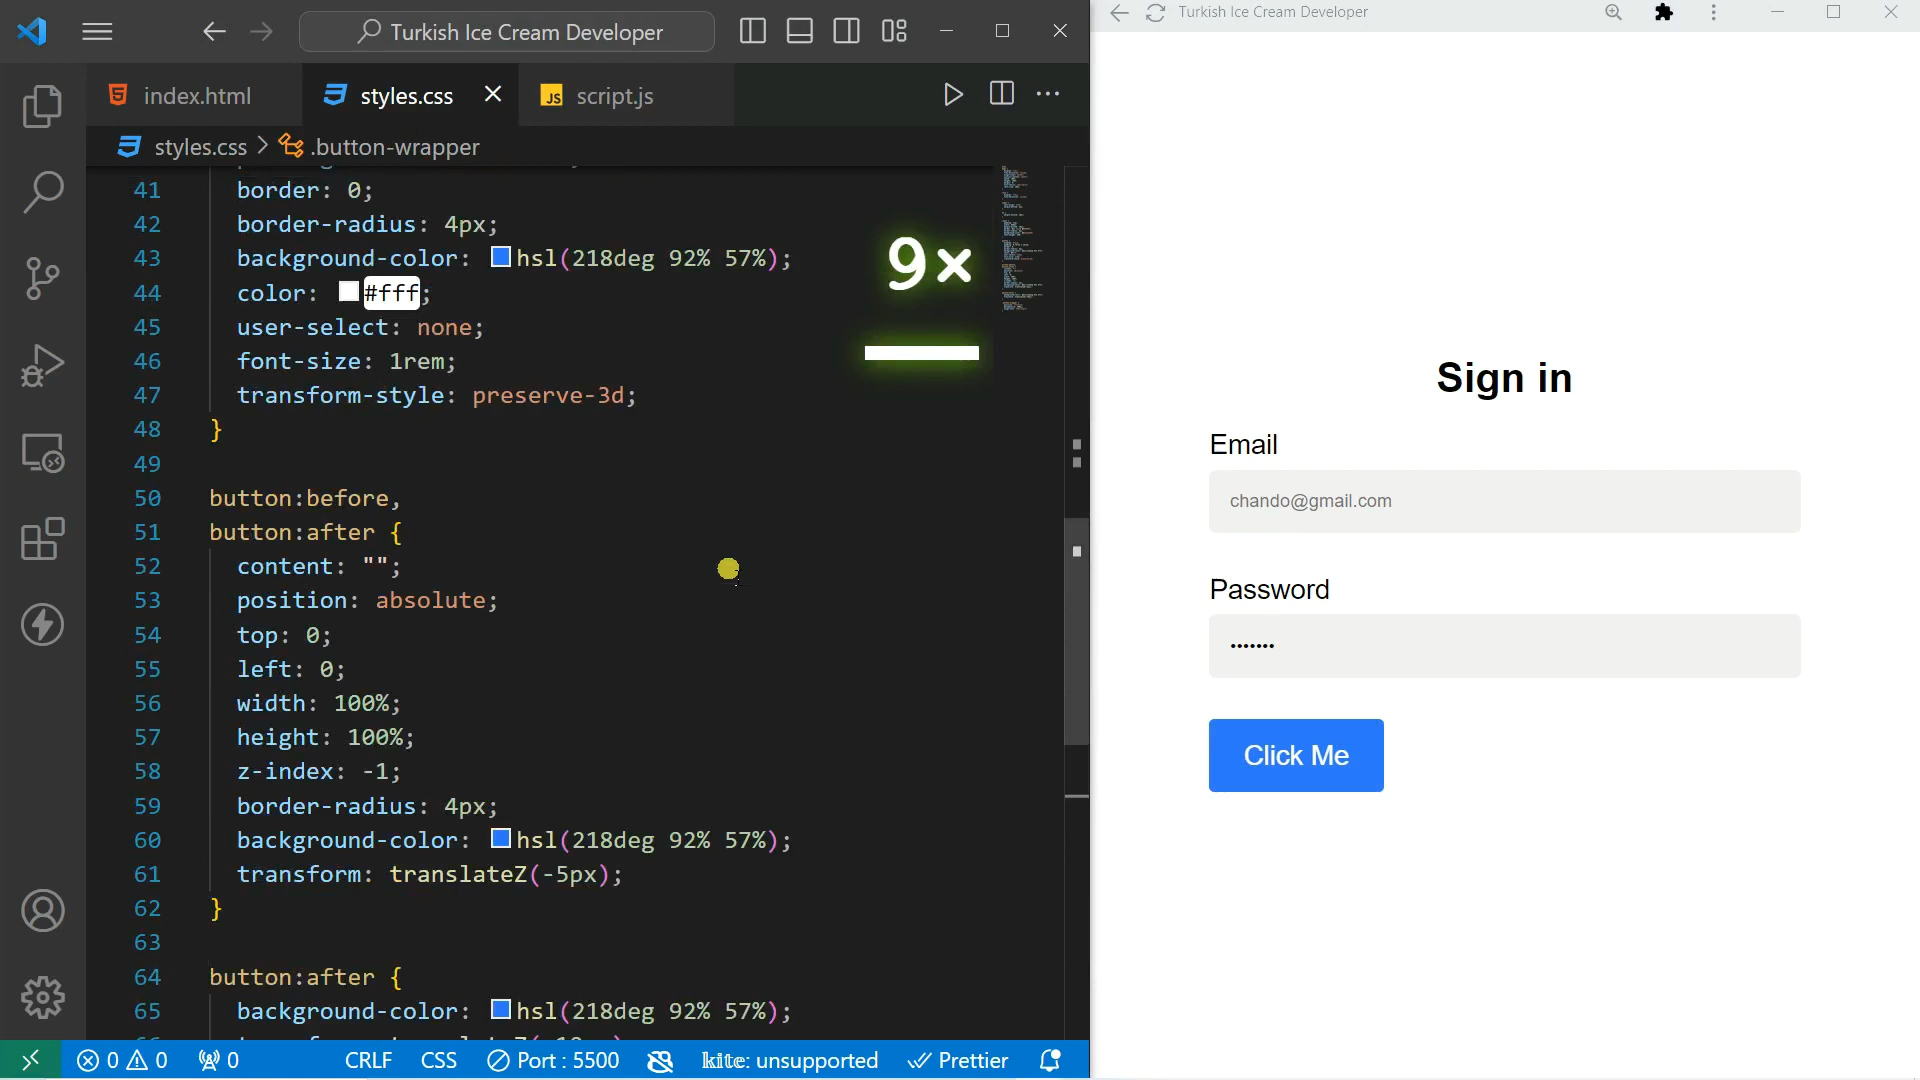 Turkish Ice Cream Developer
index.html
styles.css
JS script.js
styles.css > .button-wrapper
41 border: 0;
42 border-radius: 4px;
43 background-color: hsl(218deg 92% 57%);
44 color: #fff;
45 user-select: none;
46 font-size: 1rem;
47 transform-style: preserve-3d;
48 }
49
50 button:before,
51 button:after {
52 content: "";
53 position: absolute;
54 top: 0;
55 left: 0;
56 width: 100%;
57 height: 100%;
58 z-index: -1;
59 border-radius: 4px;
60 background-color: hsl(218deg 92% 57%);
61 transform: translateZ(-5px);
62 }
63
64 button:after {
65 background-color: hsl(218deg 92% 57%);
9×
0 0 0 CRLF CSS Port : 5500 kite: unsupported Prettier
Turkish Ice Cream Developer
Sign in
Email
chando@gmail.com
Password
Click Me